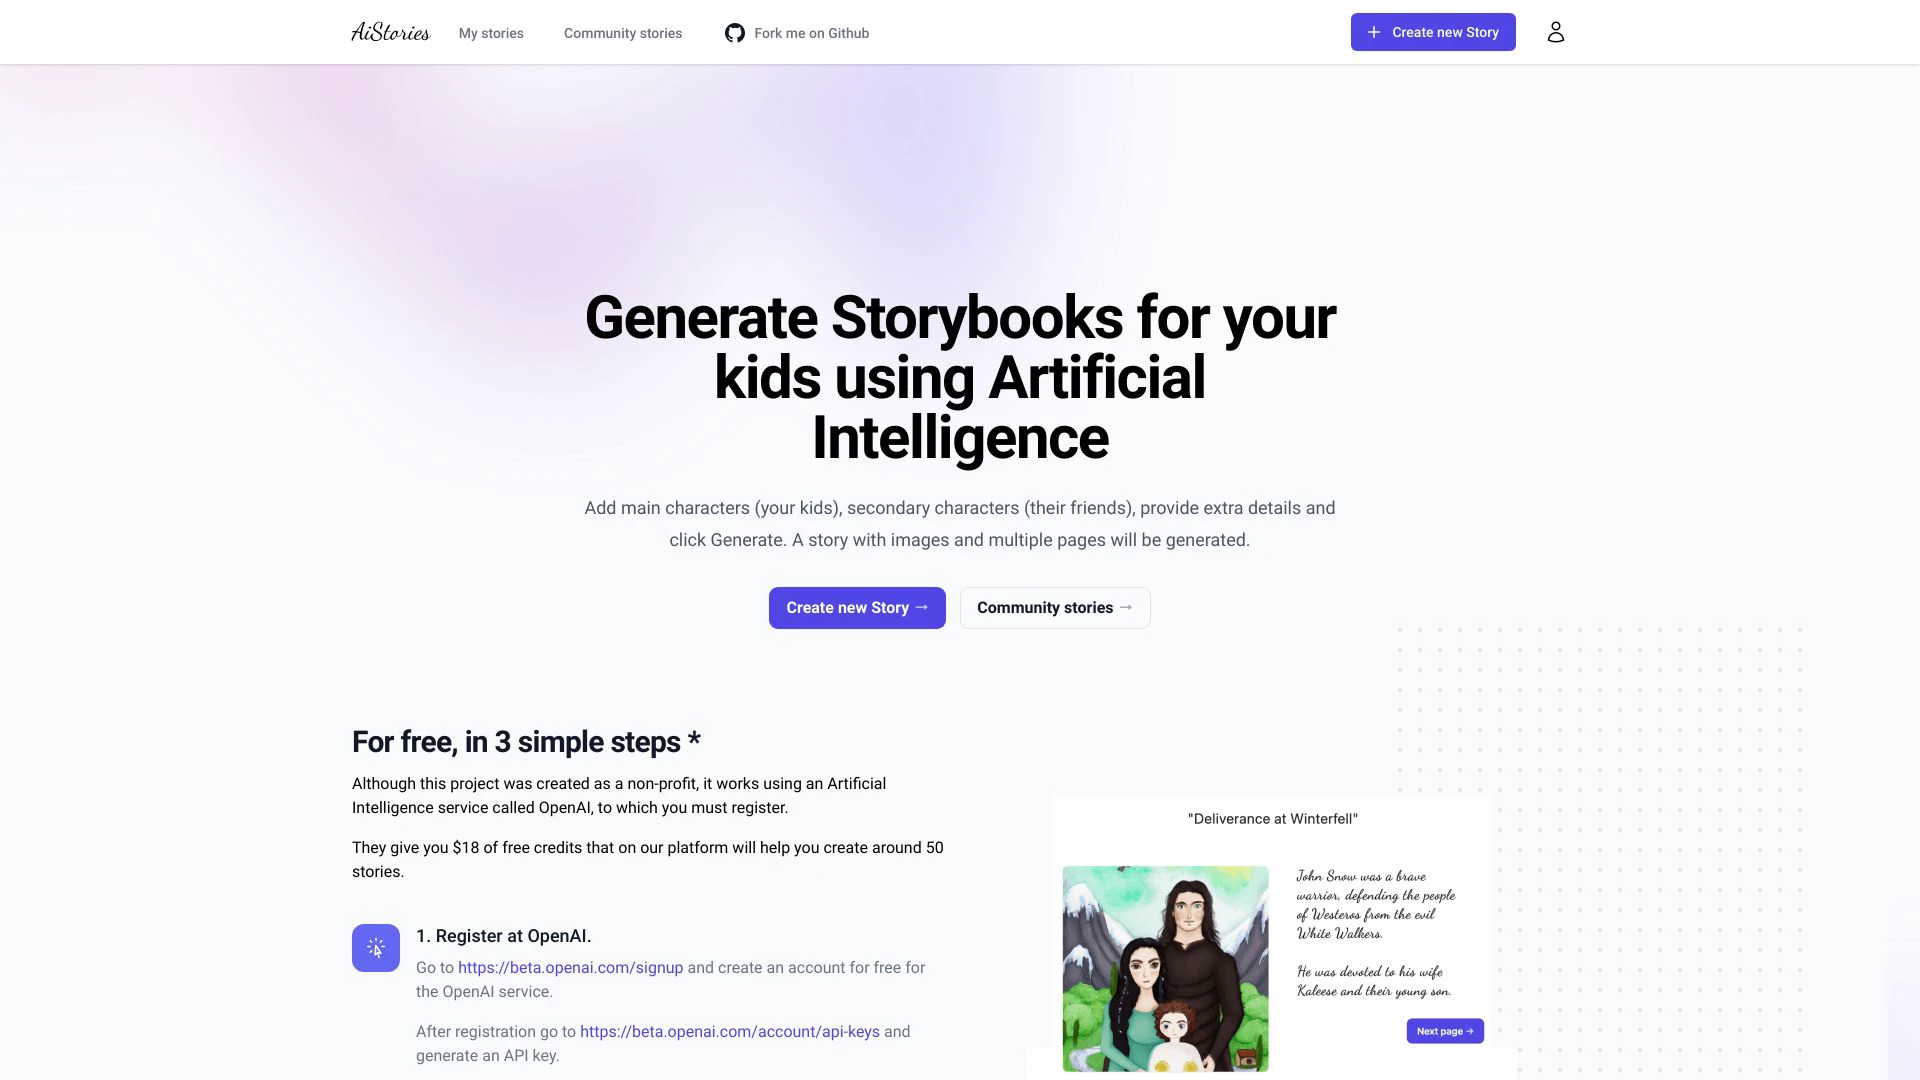 AiStories
My stories
Community stories
Fork me on Github
Create new Story
Generate Storybooks for your
kids using Artificial
Intelligence
Add main characters (your kids), secondary characters (their friends), provide extra details and
click Generate. A story with images and multiple pages will be generated.
Create new Story →
Community stories →
For free, in 3 simple steps *
Although this project was created as a non-profit, it works using an Artificial
Intelligence service called OpenAI, to which you must register.
They give you $18 of free credits that on our platform will help you create around 50
stories.
1. Register at OpenAI.
Go to https://beta.openai.com/signup and create an account for free for
the OpenAI service.
After registration go to https://beta.openai.com/account/api-keys and
generate an API key.
"Deliverance at Winterfell"
John Snow was a brave
warrior, defending the people
of Westeros from the evil
White Walkers.
He was devoted to his wife
Kaleese and their young son.
Next page →